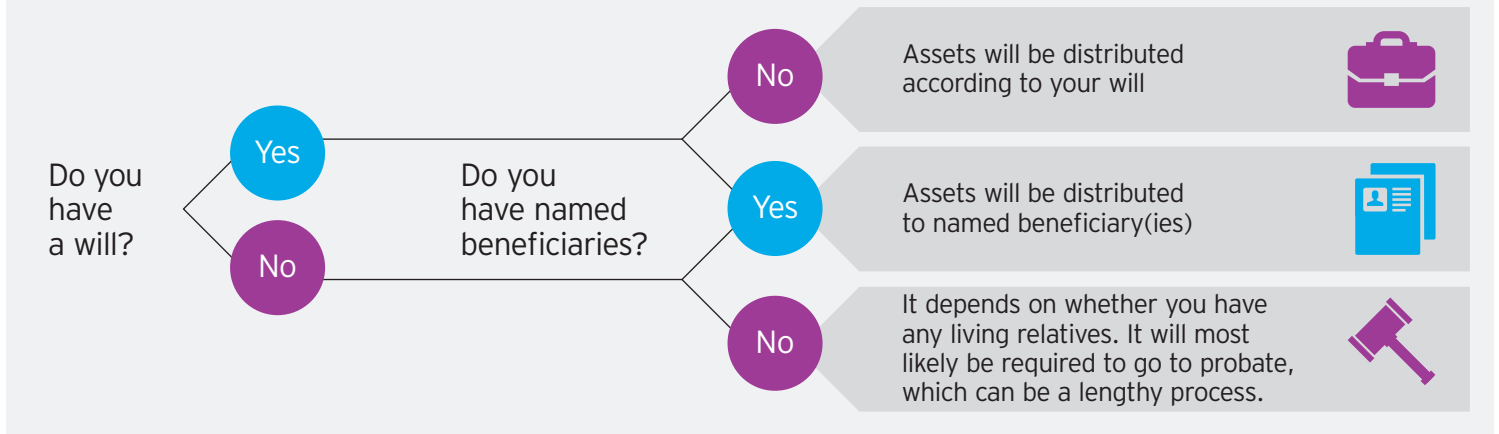 Do you
have
a will?
Yes
No
Do you
have named
beneficiaries?
No
Assets will be distributed
according to your will
Yes
Assets will be distributed
to named beneficiary(ies)
No
It depends on whether you have
any living relatives. It will most
likely be required to go to probate,
which can be a lengthy process.